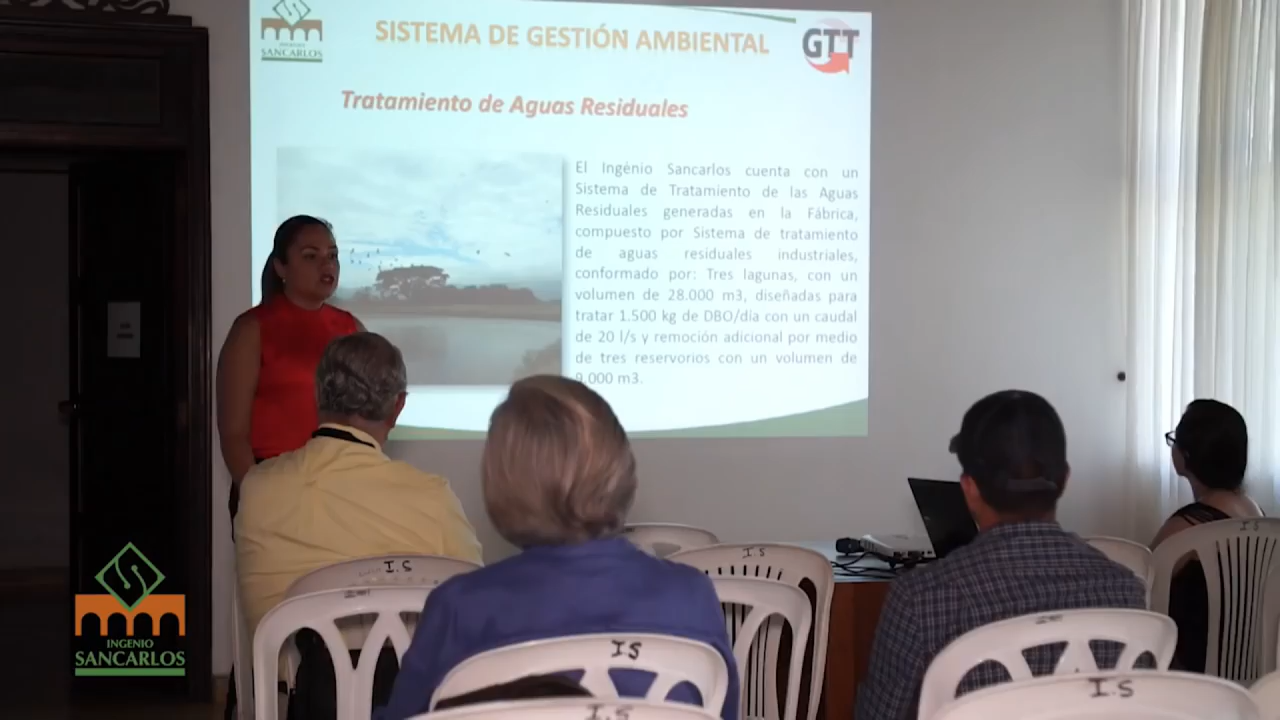 INGENIO
SANCARLOS
SISTEMA DE GESTIÓN AMBIENTAL
GTT
Tratamiento de Aguas Residuales
El Ingénio Sancarlos cuenta con un
Sistema de Tratamiento de las Aguas
Residuales generadas en la Fábrica,
compuesto por Sistema de tratamiento
de aguas residuales industriales,
conformado por: Tres lagunas, con un
volumen de 28.000 m3, diseñadas para
tratar 1.500 kg de DBO/día con un caudal
de 20 l/s y remoción adicional por medio
de tres reservorios con un volumen de
9.000 m3.
I.S
I.S
I.S
IS
I.S
I.S
INGENIO
SANCARLOS